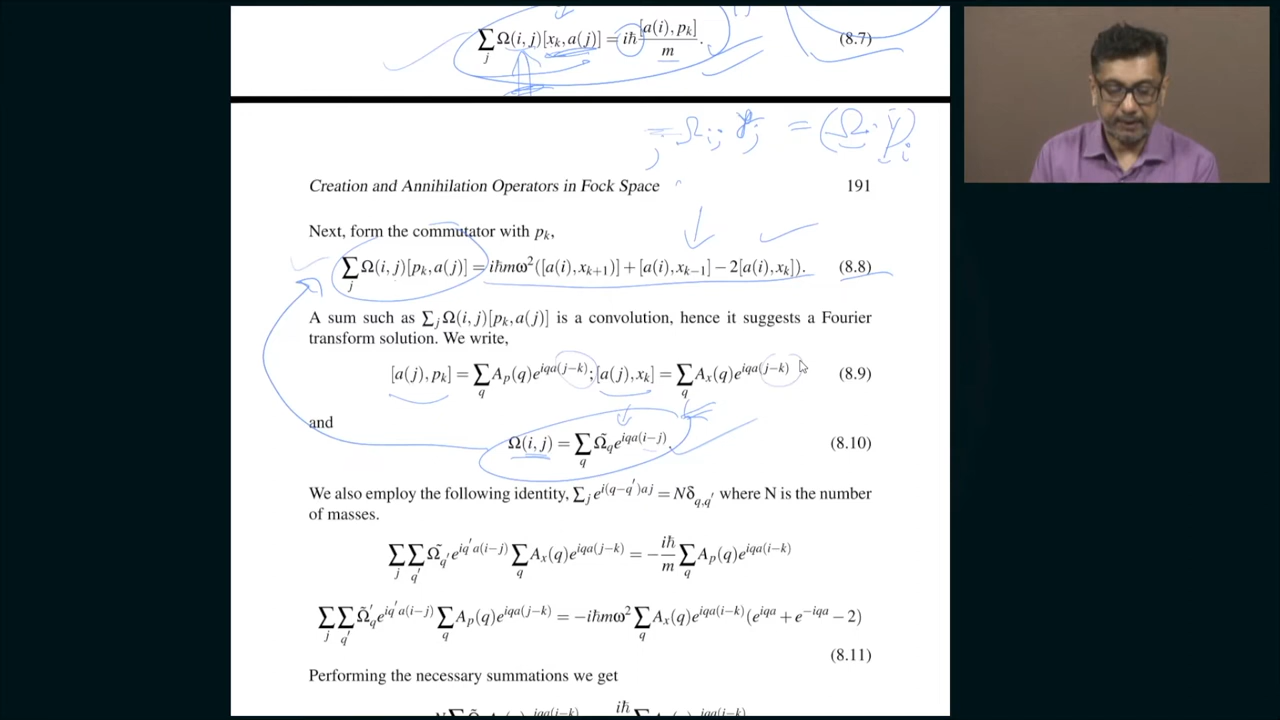 ∑_j Ω(i, j)[x_k, a(j)] = iħ [a(i), p_k] / m . (8.7)
= Ω_{ij} y_j = (Ω · y)_i
Creation and Annihilation Operators in Fock Space 191
Next, form the commutator with p_k,
∑_j Ω(i, j)[p_k, a(j)] = iħmω²([a(i), x_{k+1}] + [a(i), x_{k−1}] − 2[a(i), x_k]). (8.8)
A sum such as ∑_j Ω(i, j)[p_k, a(j)] is a convolution, hence it suggests a Fourier
transform solution. We write,
[a(j), p_k] = ∑_q A_p(q)e^{iqa(j−k)}; [a(j), x_k] = ∑_q A_x(q)e^{iqa(j−k)} (8.9)
and
Ω(i, j) = ∑_q Ω̃_q e^{iqa(i−j)}. (8.10)
We also employ the following identity, ∑_j e^{i(q−q′)aj} = Nδ_{q,q′} where N is the number
of masses.
∑_j ∑_{q′} Ω̃_{q′} e^{iq′a(i−j)} ∑_q A_x(q)e^{iqa(j−k)} = − iħ/m ∑_q A_p(q)e^{iqa(i−k)}
∑_j ∑_{q′} Ω̃′_q e^{iq′a(i−j)} ∑_q A_p(q)e^{iqa(j−k)} = −iħmω² ∑_q A_x(q)e^{iqa(i−k)}(e^{iqa} + e^{−iqa} − 2)
(8.11)
Performing the necessary summations we get